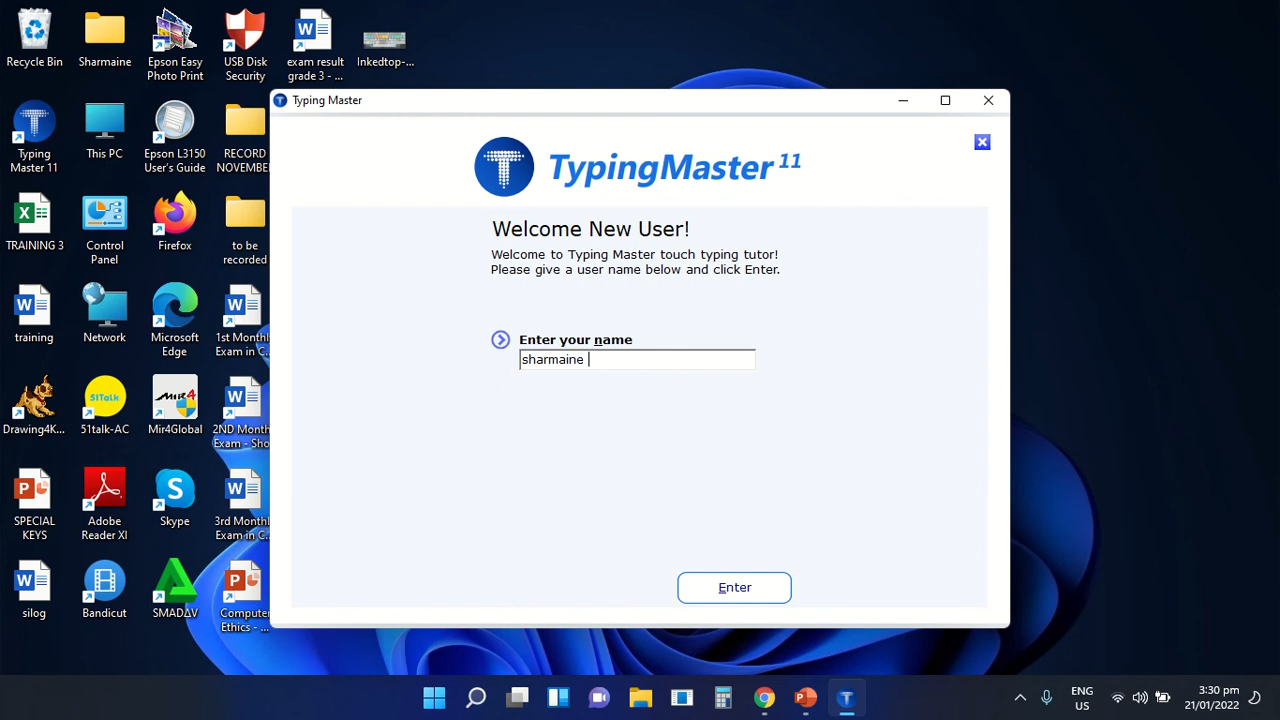 Recycle Bin
Sharmaine
Epson Easy
Photo Print
USB Disk
Security
exam result
grade 3 - ...
Inkedtop-...
Typing
Master 11
This PC
Epson L3150
User's Guide
RECORD
NOVEMBE
TRAINING 3
Control
Panel
Firefox
to be
recorded
training
Network
Microsoft
Edge
1st Monthl
Exam in C..
Drawing4K...
51Talk
51talk-AC
MIR4
Mir4Global
2ND Month
Exam - Sho
SPECIAL
KEYS
Adobe
Reader XI
Skype
3rd Month
Exam in C..
silog
Bandicut
SMADΔV
Computer
Ethics - ...
Typing Master
TypingMaster 11
Welcome New User!
Welcome to Typing Master touch typing tutor!
Please give a user name below and click Enter.
Enter your name
sharmaine
Enter
ENG
US
3:30 pm
21/01/2022